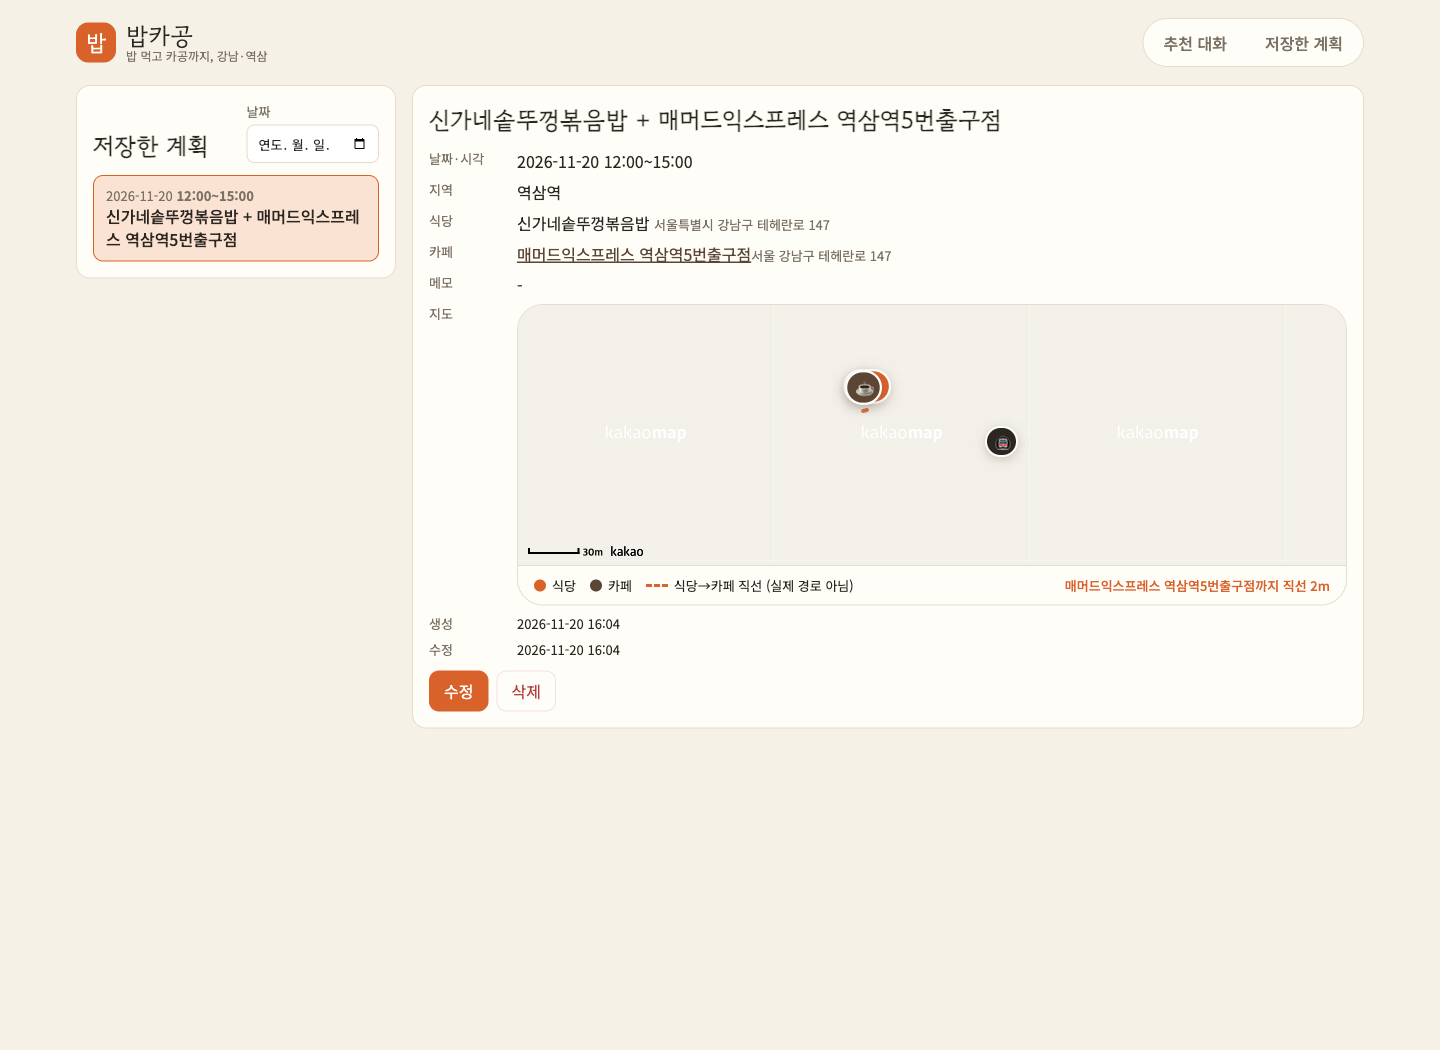 밥
밥카공
밥 먹고 카공까지, 강남·역삼
추천 대화
저장한 계획
저장한 계획
날짜
연도. 월. 일.
2026-11-20 12:00~15:00
신가네솥뚜껑볶음밥 + 매머드익스프레
스 역삼역5번출구점
신가네솥뚜껑볶음밥 + 매머드익스프레스 역삼역5번출구점
날짜·시각
2026-11-20 12:00~15:00
지역
역삼역
식당
신가네솥뚜껑볶음밥 서울특별시 강남구 테헤란로 147
카페
매머드익스프레스 역삼역5번출구점서울 강남구 테헤란로 147
메모
-
지도
kakaomap
kakaomap
kakaomap
30m kakao
식당
카페
식당→카페 직선 (실제 경로 아님)
매머드익스프레스 역삼역5번출구점까지 직선 2m
생성
2026-11-20 16:04
수정
2026-11-20 16:04
수정
삭제